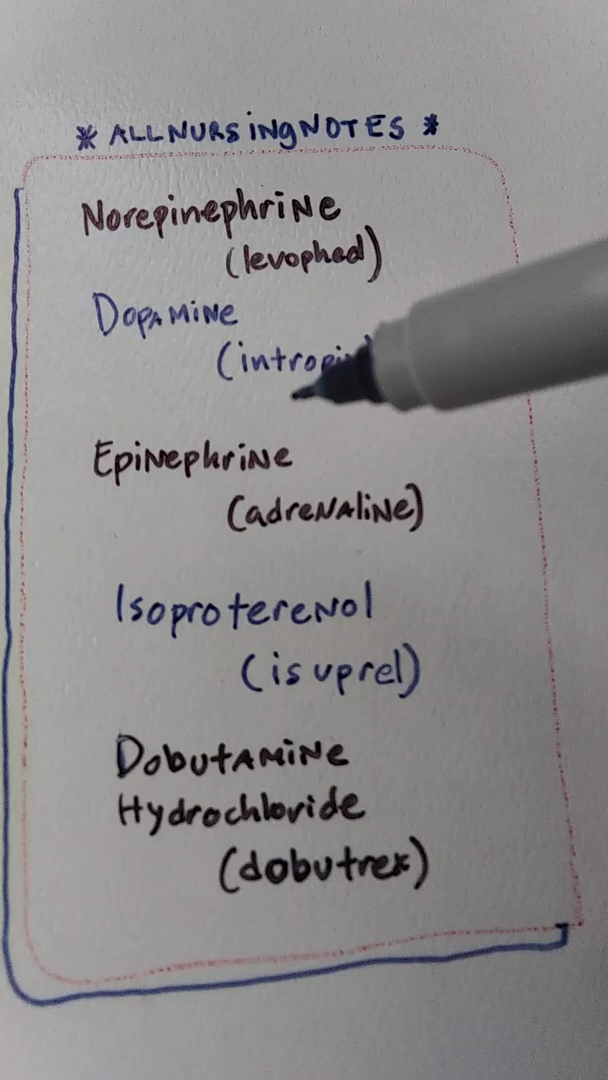 * ALLNURSiNgNOTES *
NorepinephriNe
(levophed)
DopAMiNe
EpiNephriNe
(adreNAliNe)
IsoprotereNol
(isuprel)
DobutAMiNe
Hydrochloride
(dobutrex)